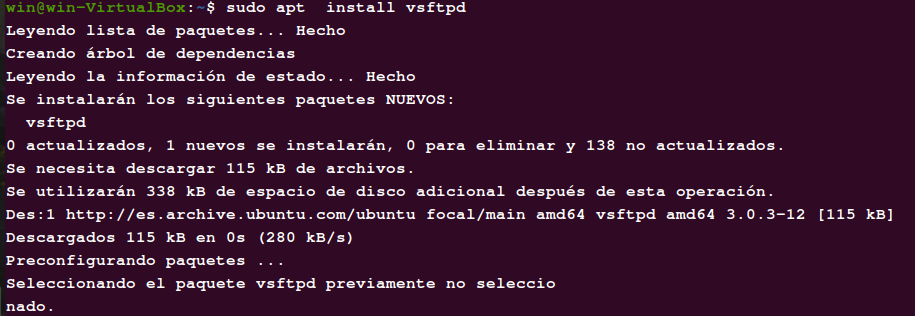 win@win-VirtualBox:~$ sudo apt  install vsftpd
Leyendo lista de paquetes... Hecho
Creando árbol de dependencias
Leyendo la información de estado... Hecho
Se instalarán los siguientes paquetes NUEVOS:
  vsftpd
0 actualizados, 1 nuevos se instalarán, 0 para eliminar y 138 no actualizados.
Se necesita descargar 115 kB de archivos.
Se utilizarán 338 kB de espacio de disco adicional después de esta operación.
Des:1 http://es.archive.ubuntu.com/ubuntu focal/main amd64 vsftpd amd64 3.0.3-12 [115 kB]
Descargados 115 kB en 0s (280 kB/s)
Preconfigurando paquetes ...
Seleccionando el paquete vsftpd previamente no seleccio
nado.